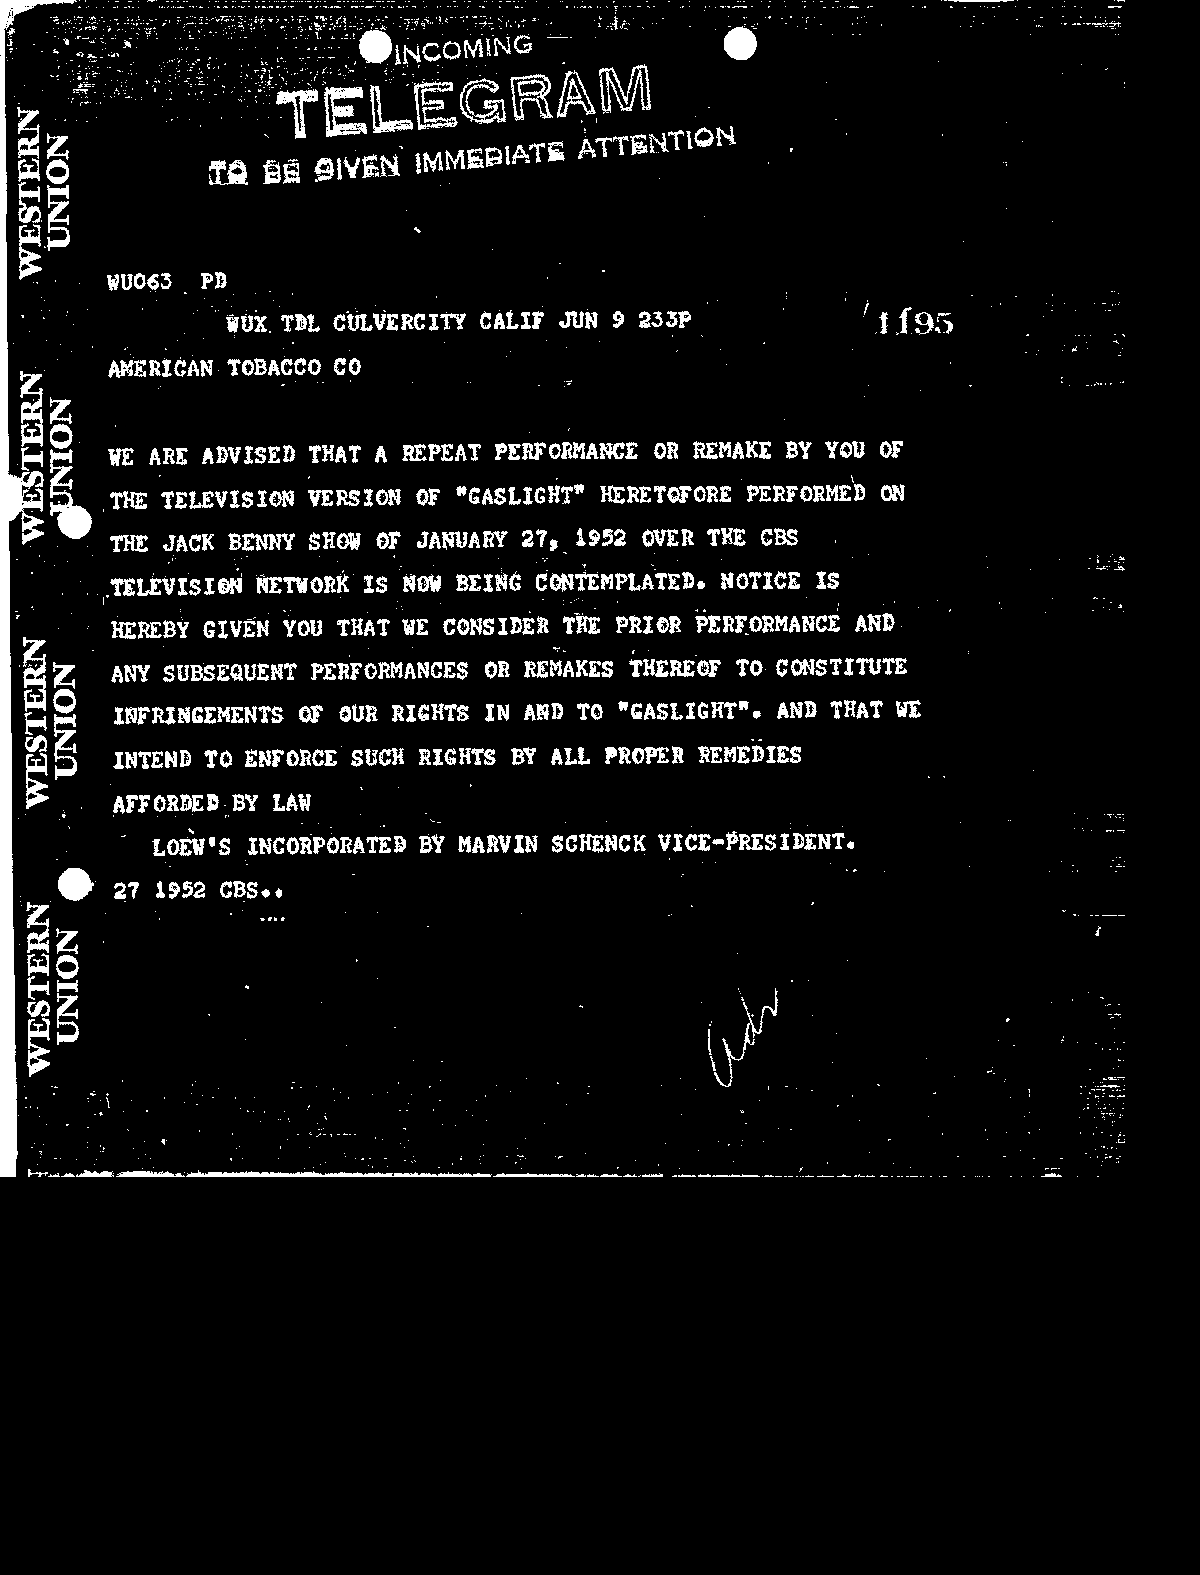 INCOMING
TELEGRAM
TO BE GIVEN IMMEDIATE ATTENTION
WESTERN UNION
WESTERN UNION
WESTERN UNION
WESTERN UNION
WU063 PD
WUX TDL CULVERCITY CALIF JUN 9 233P
1195
AMERICAN TOBACCO CO
WE ARE ADVISED THAT A REPEAT PERFORMANCE OR REMAKE BY YOU OF
THE TELEVISION VERSION OF "GASLIGHT" HERETOFORE PERFORMED ON
THE JACK BENNY SHOW OF JANUARY 27, 1952 OVER THE CBS
TELEVISION NETWORK IS NOW BEING CONTEMPLATED. NOTICE IS
HEREBY GIVEN YOU THAT WE CONSIDER THE PRIOR PERFORMANCE AND
ANY SUBSEQUENT PERFORMANCES OR REMAKES THEREOF TO CONSTITUTE
INFRINGEMENTS OF OUR RIGHTS IN AND TO "GASLIGHT". AND THAT WE
INTEND TO ENFORCE SUCH RIGHTS BY ALL PROPER REMEDIES
AFFORDED BY LAW
LOEW'S INCORPORATED BY MARVIN SCHENCK VICE-PRESIDENT.
27 1952 CBS..